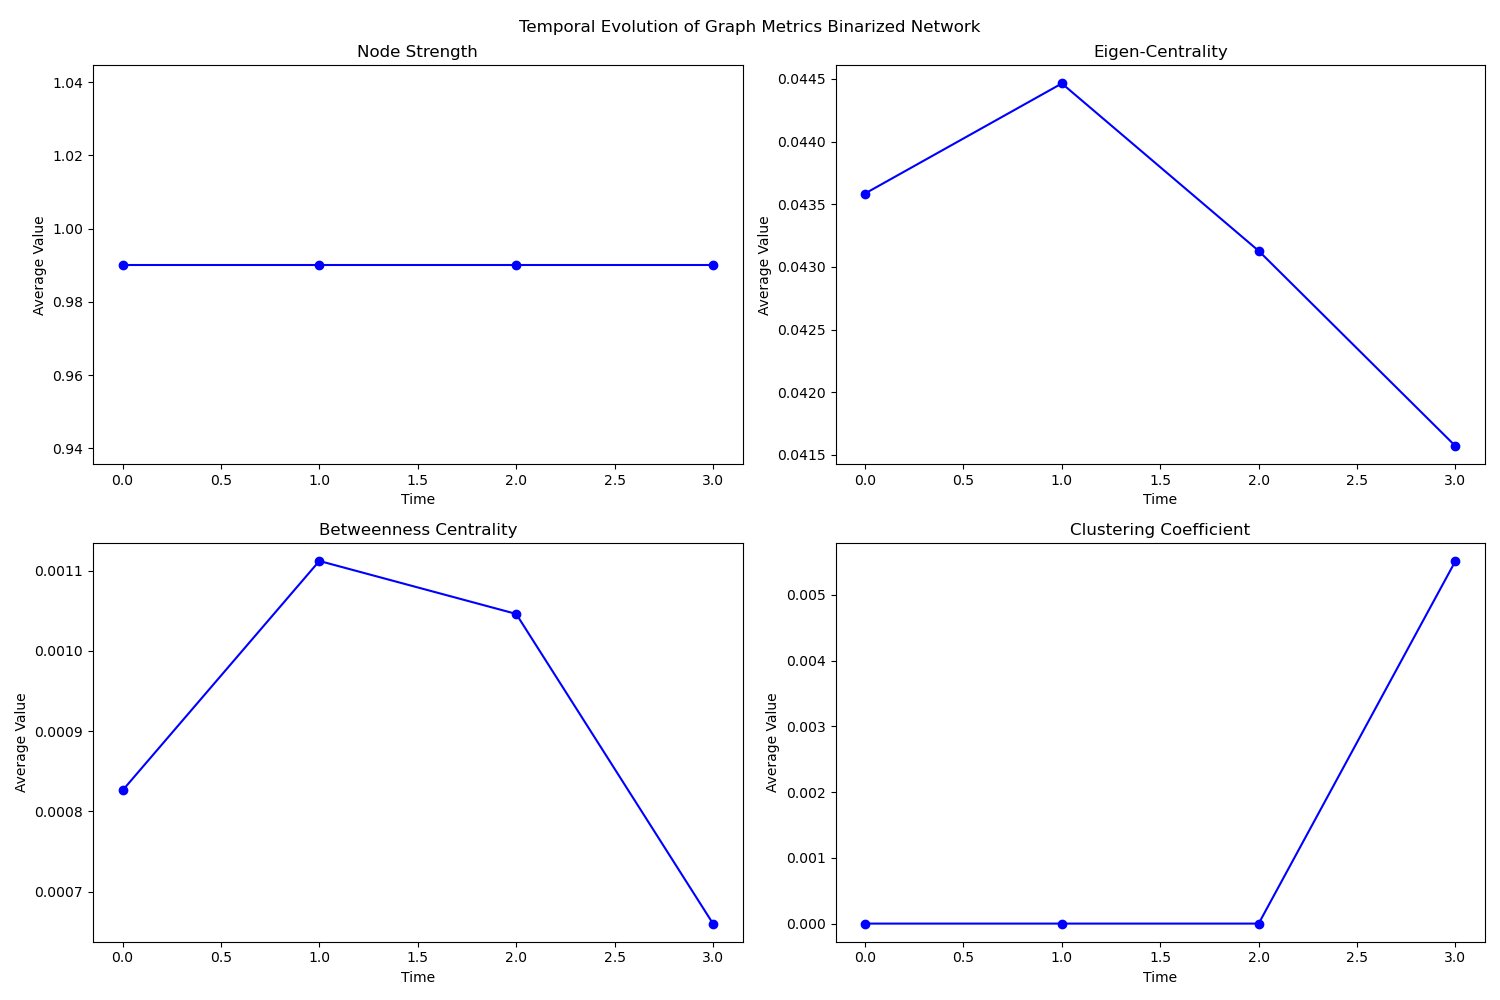 Temporal Evolution of Graph Metrics Binarized Network
Node Strength
1.04
1.02
1.00
0.98
0.96
0.94
Average Value
0.0 0.5 1.0 1.5 2.0 2.5 3.0
Time
Eigen-Centrality
0.0445
0.0440
0.0435
0.0430
0.0425
0.0420
0.0415
Average Value
0.0 0.5 1.0 1.5 2.0 2.5 3.0
Time
Betweenness Centrality
0.0011
0.0010
0.0009
0.0008
0.0007
Average Value
0.0 0.5 1.0 1.5 2.0 2.5 3.0
Time
Clustering Coefficient
0.005
0.004
0.003
0.002
0.001
0.000
Average Value
0.0 0.5 1.0 1.5 2.0 2.5 3.0
Time